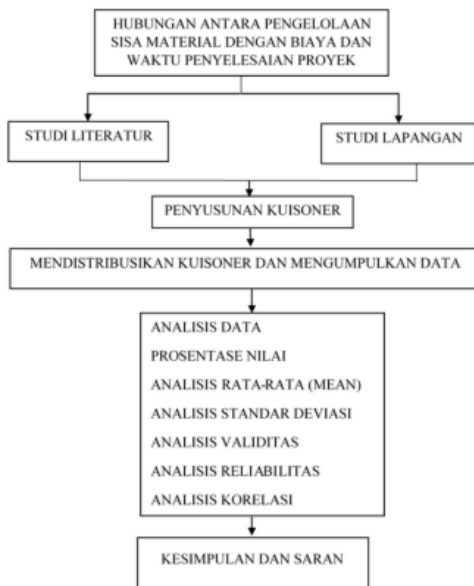 HUBUNGAN ANTARA PENGELOLAAN
SISA MATERIAL DENGAN BIAYA DAN
WAKTU PENYELESAIAN PROYEK
STUDI LITERATUR
STUDI LAPANGAN
PENYUSUNAN KUISONER
MENDISTRIBUSIKAN KUISONER DAN MENGUMPULKAN DATA
ANALISIS DATA
PROSENTASE NILAI
ANALISIS RATA-RATA (MEAN)
ANALISIS STANDAR DEVIASI
ANALISIS VALIDITAS
ANALISIS RELIABILITAS
ANALISIS KORELASI
KESIMPULAN DAN SARAN